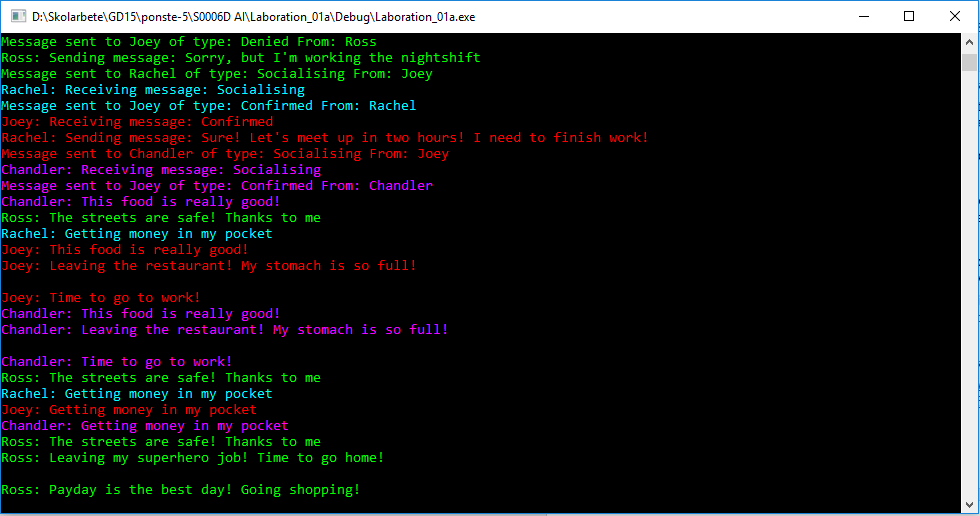 D:\Skolarbete\GD15\ponste-5\S0006D AI\Laboration_01a\Debug\Laboration_01a.exe
Message sent to Joey of type: Denied From: Ross
Ross: Sending message: Sorry, but I'm working the nightshift
Message sent to Rachel of type: Socialising From: Joey
Rachel: Receiving message: Socialising
Message sent to Joey of type: Confirmed From: Rachel
Joey: Receiving message: Confirmed
Rachel: Sending message: Sure! Let's meet up in two hours! I need to finish work!
Message sent to Chandler of type: Socialising From: Joey
Chandler: Receiving message: Socialising
Message sent to Joey of type: Confirmed From: Chandler
Chandler: This food is really good!
Ross: The streets are safe! Thanks to me
Rachel: Getting money in my pocket
Joey: This food is really good!
Joey: Leaving the restaurant! My stomach is so full!
Joey: Time to go to work!
Chandler: This food is really good!
Chandler: Leaving the restaurant! My stomach is so full!
Chandler: Time to go to work!
Ross: The streets are safe! Thanks to me
Rachel: Getting money in my pocket
Joey: Getting money in my pocket
Chandler: Getting money in my pocket
Ross: The streets are safe! Thanks to me
Ross: Leaving my superhero job! Time to go home!
Ross: Payday is the best day! Going shopping!